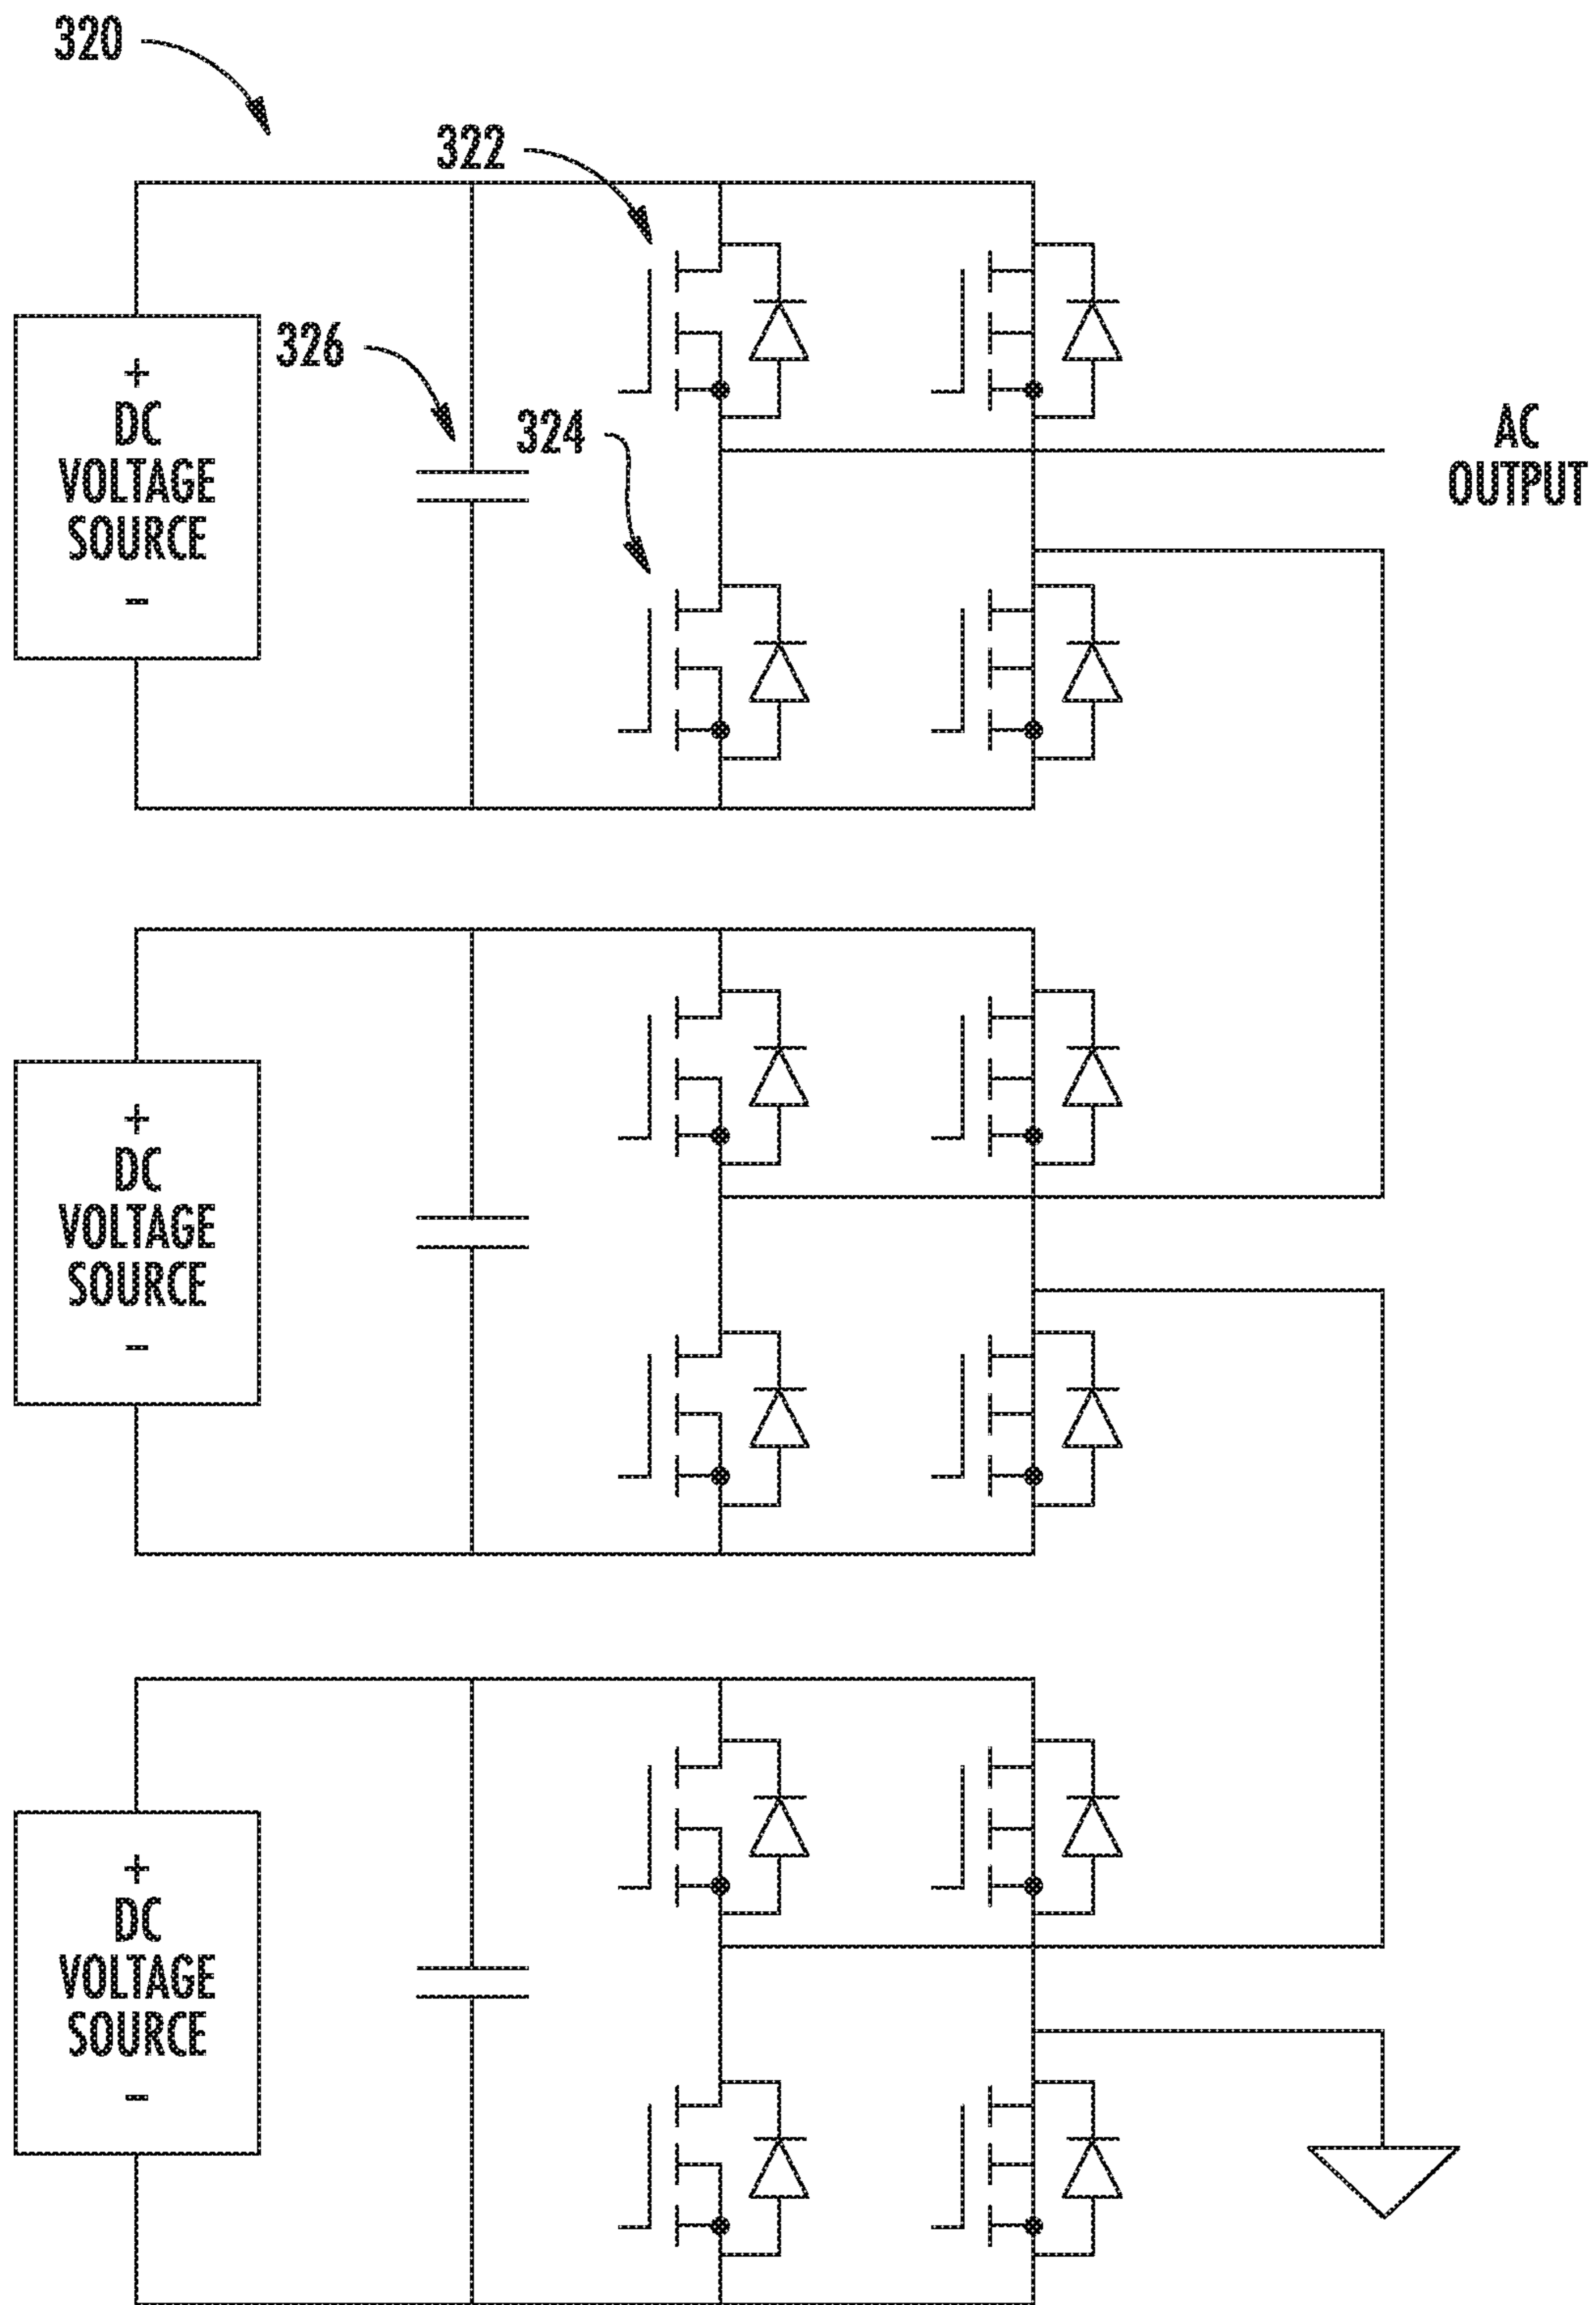 320
322
326
324
+
DC
VOLTAGE
SOURCE
−
AC
OUTPUT
+
DC
VOLTAGE
SOURCE
−
+
DC
VOLTAGE
SOURCE
−